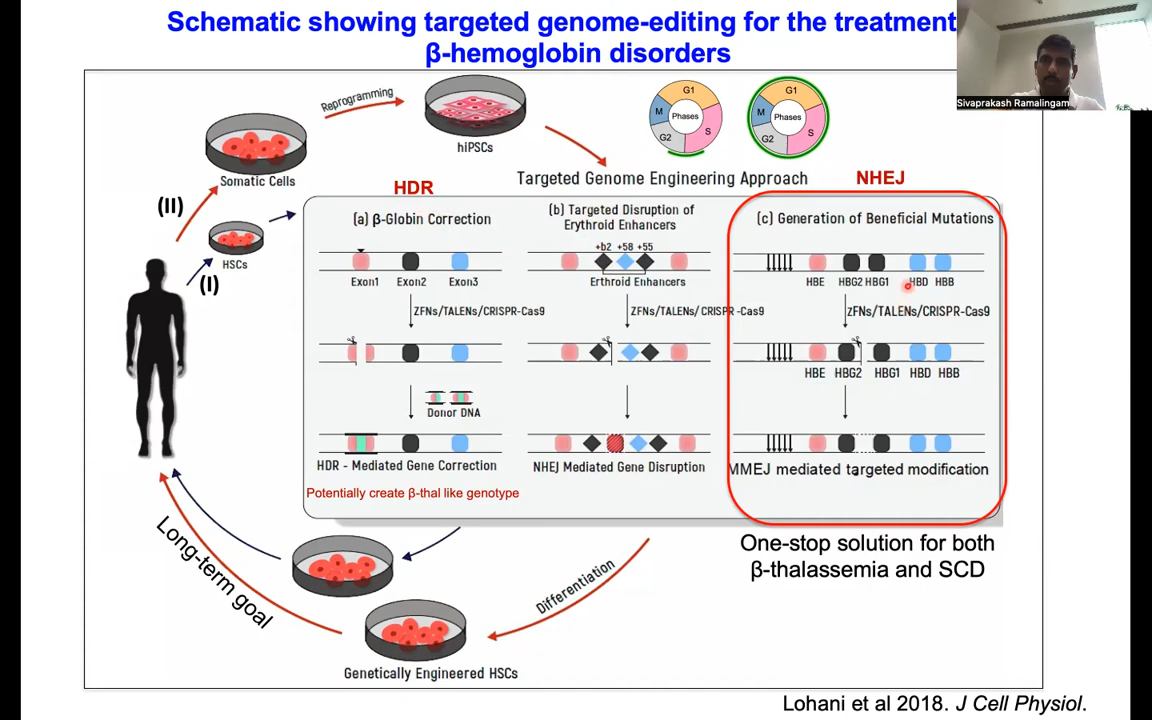 Schematic showing targeted genome-editing for the treatment
β-hemoglobin disorders
Sivaprakash Ramalingam
Reprogramming
hiPSCs
Somatic Cells
(II)
HSCs
(I)
G1
M
Phases
S
G2
G1
M
Phases
S
G2
Targeted Genome Engineering Approach
HDR
NHEJ
(a) β-Globin Correction
Exon1 Exon2 Exon3
ZFNs/TALENs/CRISPR-Cas9
Donor DNA
HDR - Mediated Gene Correction
Potentially create β-thal like genotype
(b) Targeted Disruption of
Erythroid Enhancers
+b2 +58 +55
Erthroid Enhancers
ZFNs/TALENs/CRISPR-Cas9
NHEJ Mediated Gene Disruption
(c) Generation of Beneficial Mutations
HBE HBG2 HBG1 HBD HBB
ZFNs/TALENs/CRISPR-Cas9
HBE HBG2 HBG1 HBD HBB
MMEJ mediated targeted modification
One-stop solution for both
β-thalassemia and SCD
Differentiation
Long-term goal
Genetically Engineered HSCs
Lohani et al 2018. J Cell Physiol.